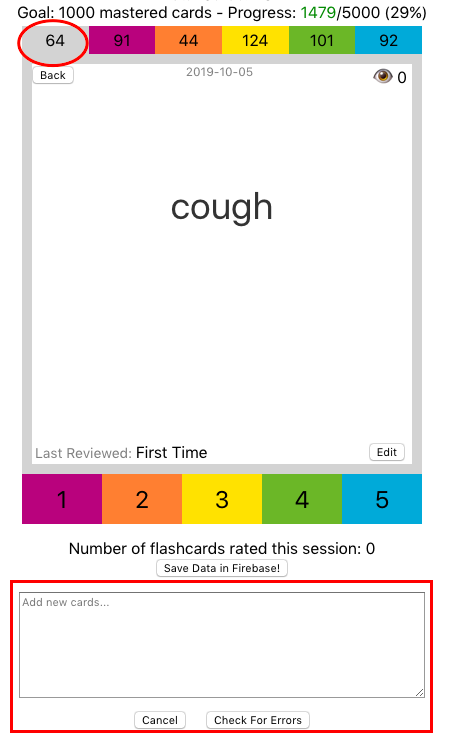 Goal: 1000 mastered cards - Progress: 1479/5000 (29%)
64 91 44 124 101 92
Back 2019-10-05 0
cough
Last Reviewed: First Time Edit
1 2 3 4 5
Number of flashcards rated this session: 0
Save Data in Firebase!
Add new cards...
Cancel Check For Errors